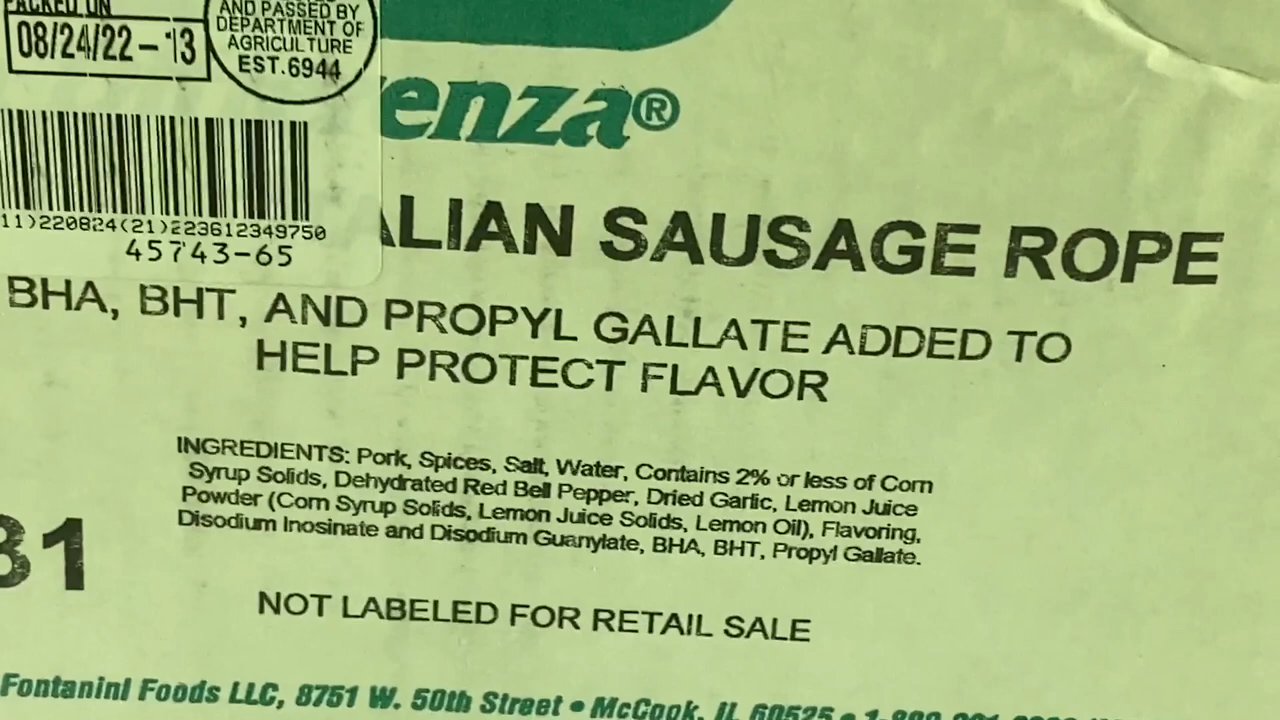 PACKED ON
08/24/22-13
AND PASSED BY
DEPARTMENT OF
AGRICULTURE
EST.6944
enza®
11)220824(21)223612349750
45743-65
ALIAN SAUSAGE ROPE
BHA, BHT, AND PROPYL GALLATE ADDED TO
HELP PROTECT FLAVOR
INGREDIENTS: Pork, Spices, Salt, Water, Contains 2% or less of Corn
Syrup Solids, Dehydrated Red Bell Pepper, Dried Garlic, Lemon Juice
Powder (Corn Syrup Solids, Lemon Juice Solids, Lemon Oil), Flavoring,
Disodium Inosinate and Disodium Guanylate, BHA, BHT, Propyl Gallate.
31
NOT LABELED FOR RETAIL SALE
Fontanini Foods LLC, 8751 W. 50th Street • McCook, IL 60525 •